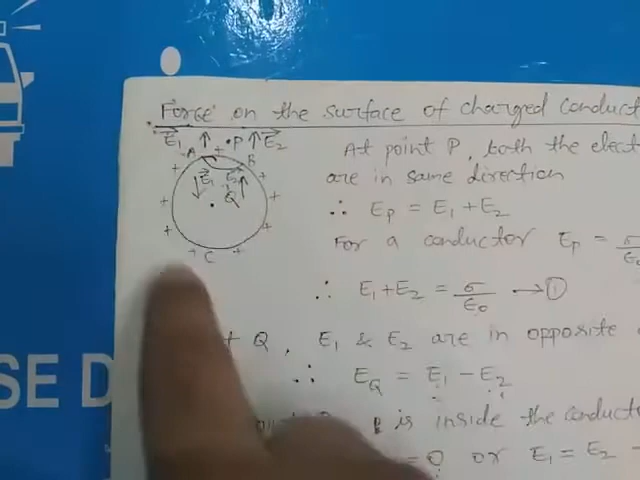 Force on the surface of charged conduct
E₁ ↑ .P ↑ E₂
A B
E₁ E₂
Q
C
At point P, both the elect
are in same direction
∴ Eₚ = E₁ + E₂
For a conductor Eₚ = σ/ε₀
∴ E₁ + E₂ = σ/ε₀ → ①
Q, E₁ & E₂ are in opposite
∴ E_Q = E₁ − E₂
is inside the conduct
= 0 or E₁ = E₂
SE D